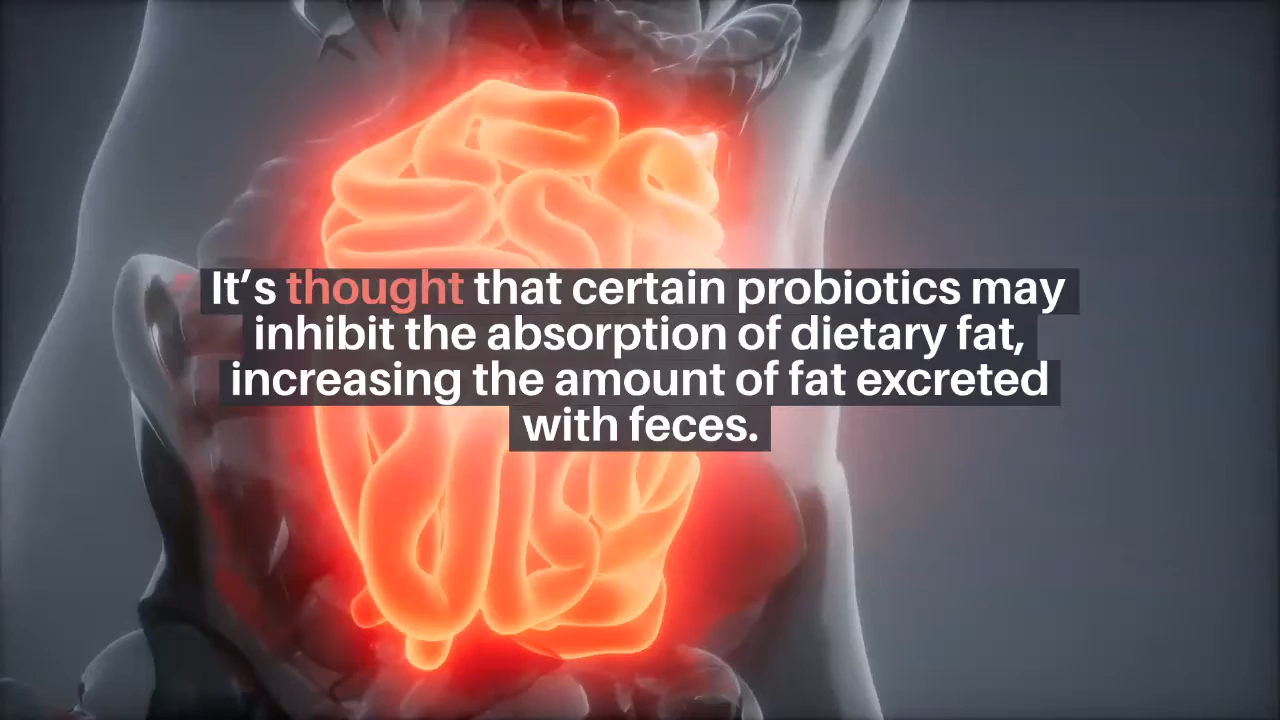 It’s thought that certain probiotics may
inhibit the absorption of dietary fat,
increasing the amount of fat excreted
with feces.